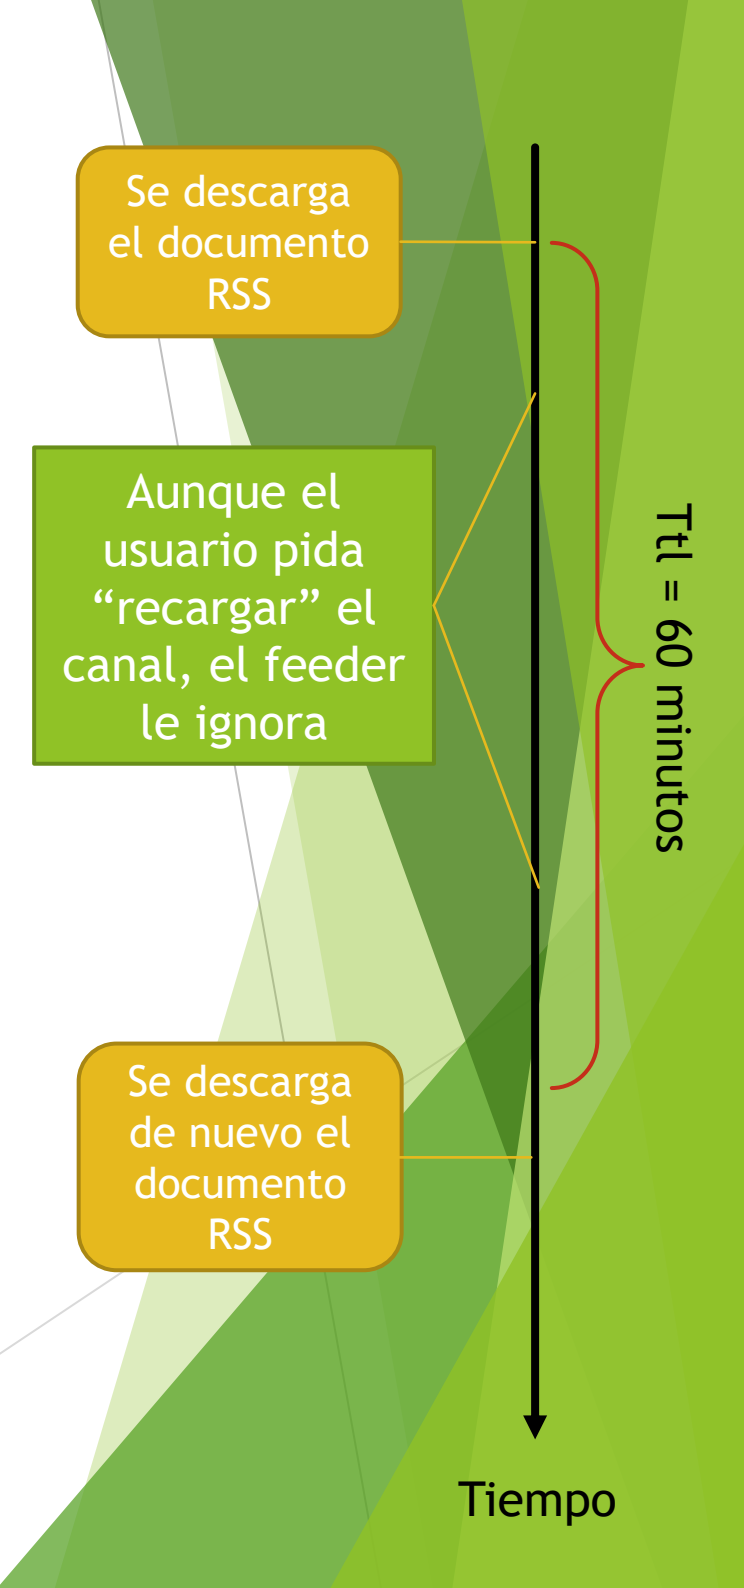 Se descarga
el documento
RSS
Aunque el
usuario pida
“recargar” el
canal, el feeder
le ignora
Ttl = 60 minutos
Se descarga
de nuevo el
documento
RSS
Tiempo